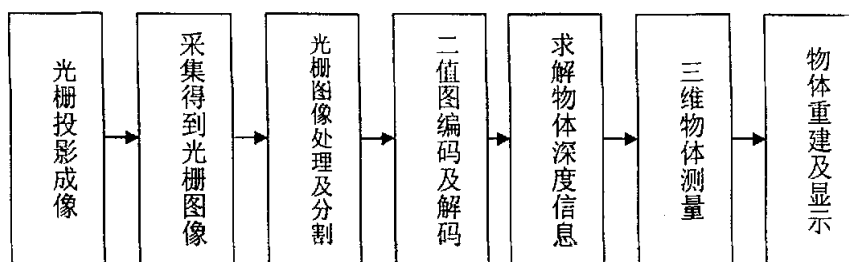 光栅投影成像
采集得到光栅图像
光栅图像处理及分割
二值图编码及解码
求解物体深度信息
三维物体测量
物体重建及显示